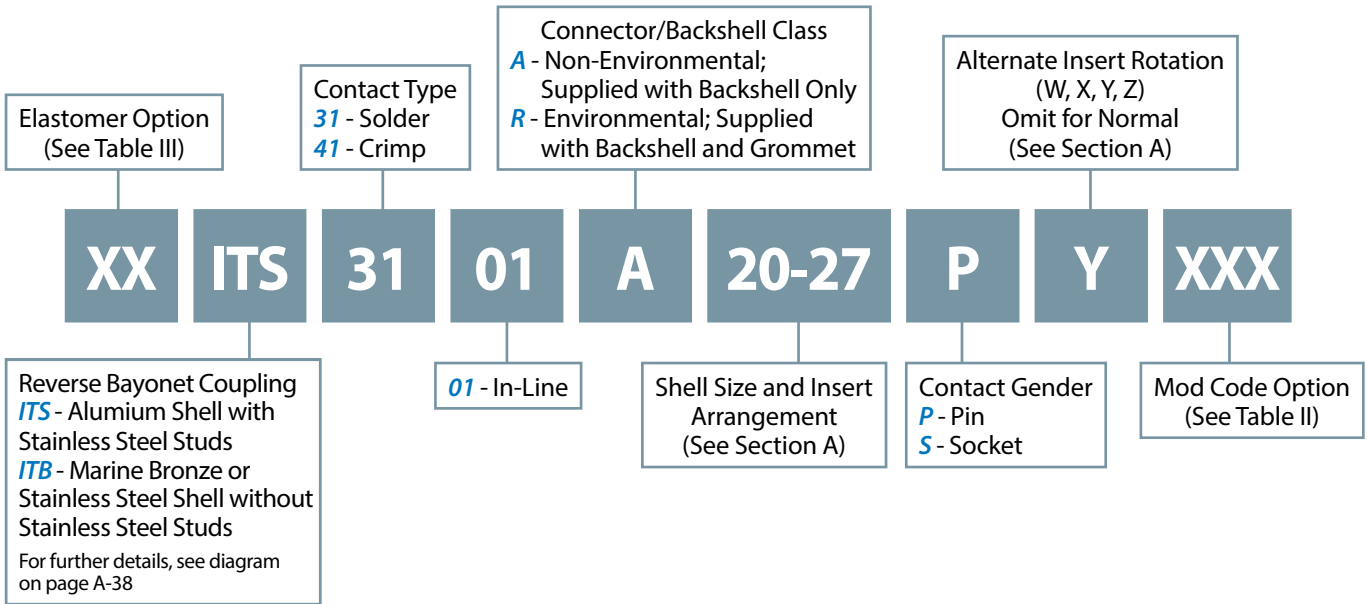 Connector/Backshell Class
A - Non-Environmental;
Supplied with Backshell Only
R - Environmental; Supplied
with Backshell and Grommet
Alternate Insert Rotation
(W, X, Y, Z)
Omit for Normal
(See Section A)
Contact Type
31 - Solder
41 - Crimp
Elastomer Option
(See Table III)
XX ITS 31 01 A 20-27 P Y XXX
Reverse Bayonet Coupling
ITS - Alumium Shell with
Stainless Steel Studs
ITB - Marine Bronze or
Stainless Steel Shell without
Stainless Steel Studs
For further details, see diagram
on page A-38
01 - In-Line
Shell Size and Insert
Arrangement
(See Section A)
Contact Gender
P - Pin
S - Socket
Mod Code Option
(See Table II)